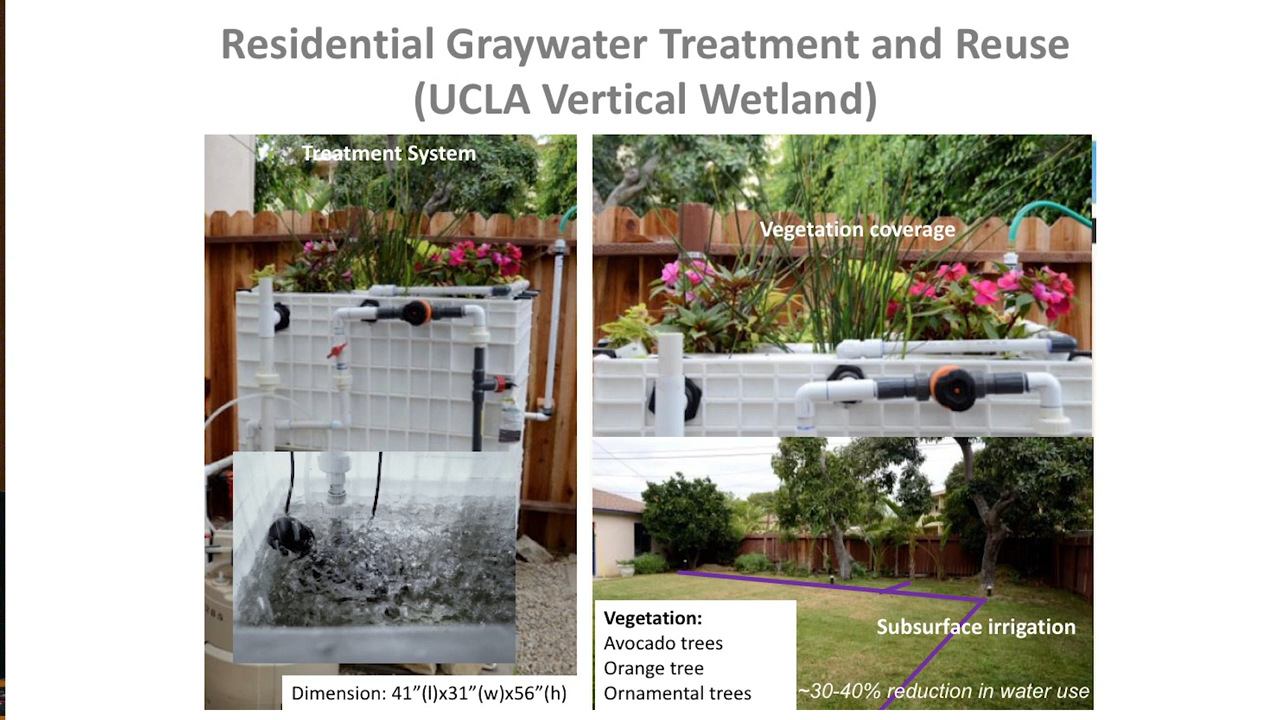 Residential Graywater Treatment and Reuse
(UCLA Vertical Wetland)
Treatment System
Vegetation coverage
Vegetation:
Avocado trees
Orange tree
Ornamental trees
Subsurface irrigation
~30-40% reduction in water use
Dimension: 41”(l)x31”(w)x56”(h)